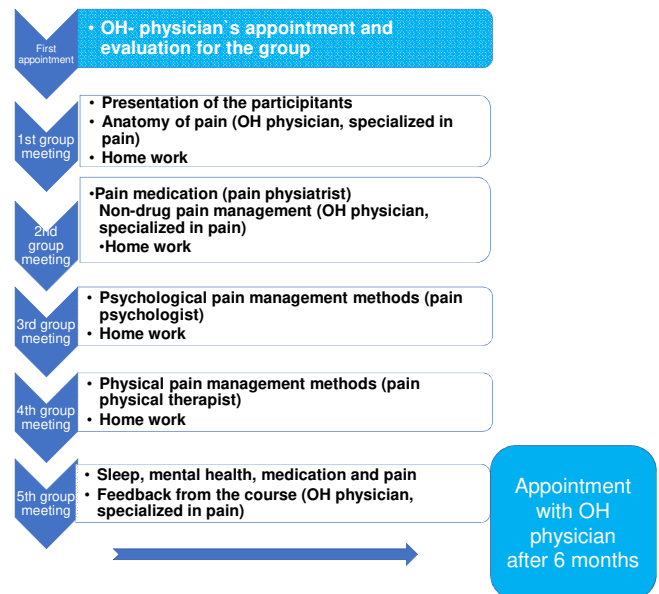 First
appointment
• OH- physician`s appointment and
evaluation for the group
1st group
meeting
• Presentation of the participitants
• Anatomy of pain (OH physician, specialized in
pain)
• Home work
2nd
group
meeting
•Pain medication (pain physiatrist)
Non-drug pain management (OH physician,
specialized in pain)
•Home work
3rd group
meeting
• Psychological pain management methods (pain
psychologist)
• Home work
4th group
meeting
• Physical pain management methods (pain
physical therapist)
• Home work
5th group
meeting
• Sleep, mental health, medication and pain
• Feedback from the course (OH physician,
specialized in pain)
Appointment
with OH
physician
after 6 months